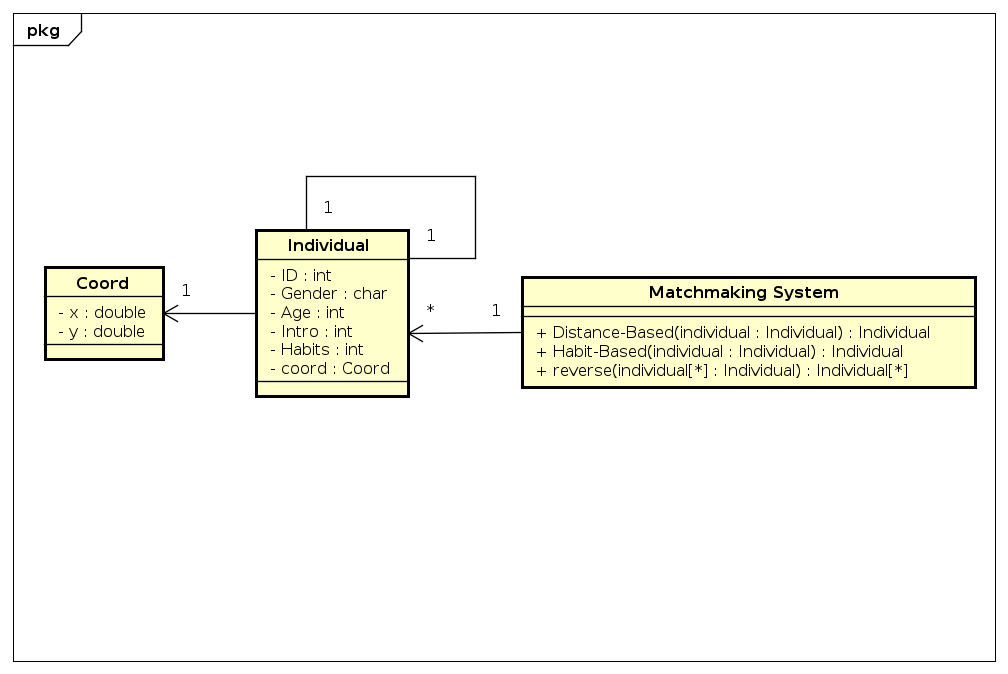 pkg
1
1
Individual
- ID : int
- Gender : char
- Age : int
- Intro : int
- Habits : int
- coord : Coord
Coord
- x : double
- y : double
1
*
1
Matchmaking System
+ Distance-Based(individual : Individual) : Individual
+ Habit-Based(individual : Individual) : Individual
+ reverse(individual[*] : Individual) : Individual[*]